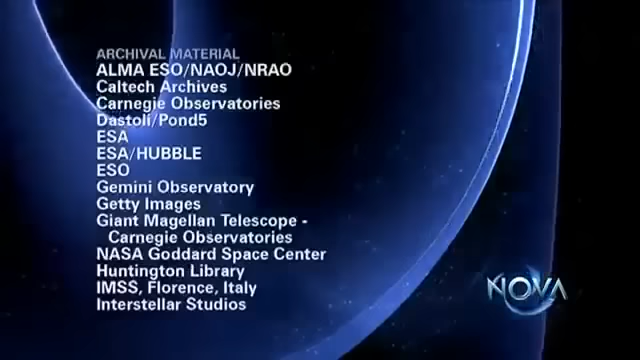 ARCHIVAL MATERIAL
ALMA ESO/NAOJ/NRAO
Caltech Archives
Carnegie Observatories
Dastoli/Pond5
ESA
ESA/HUBBLE
ESO
Gemini Observatory
Getty Images
Giant Magellan Telescope -
Carnegie Observatories
NASA Goddard Space Center
Huntington Library
IMSS, Florence, Italy
Interstellar Studios
NOVA